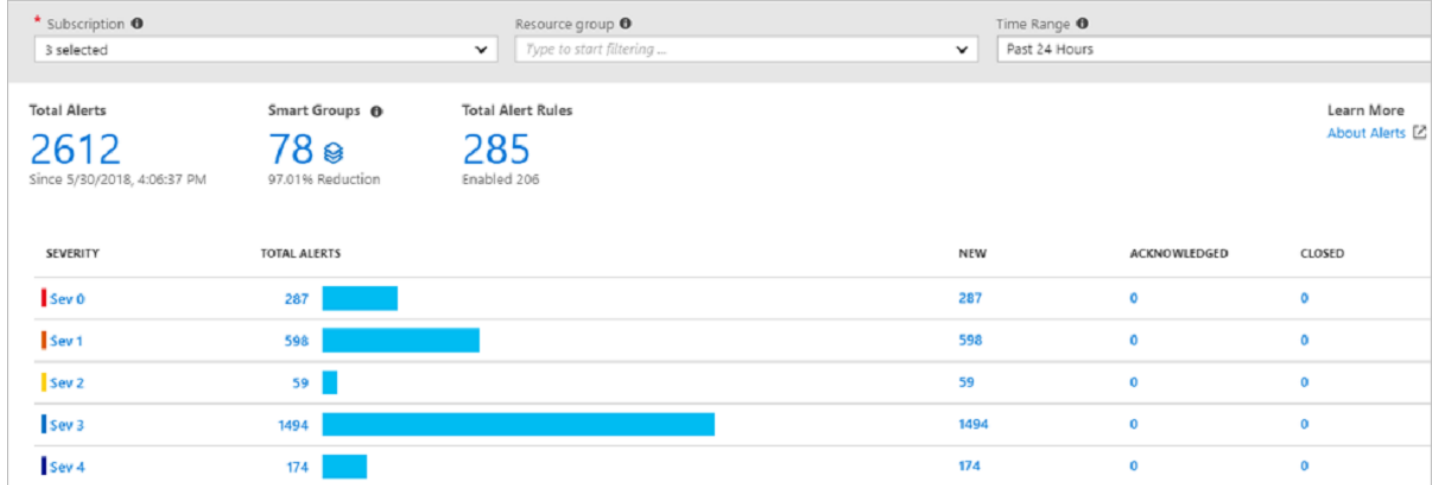 * Subscription Resource group Time Range
3 selected Type to start filtering ... Past 24 Hours
Total Alerts Smart Groups Total Alert Rules Learn More
2612 78 285 About Alerts
Since 5/30/2018, 4:06:37 PM 97.01% Reduction Enabled 206
SEVERITY TOTAL ALERTS NEW ACKNOWLEDGED CLOSED
Sev 0 287 287 0 0
Sev 1 598 598 0 0
Sev 2 59 59 0 0
Sev 3 1494 1494 0 0
Sev 4 174 174 0 0